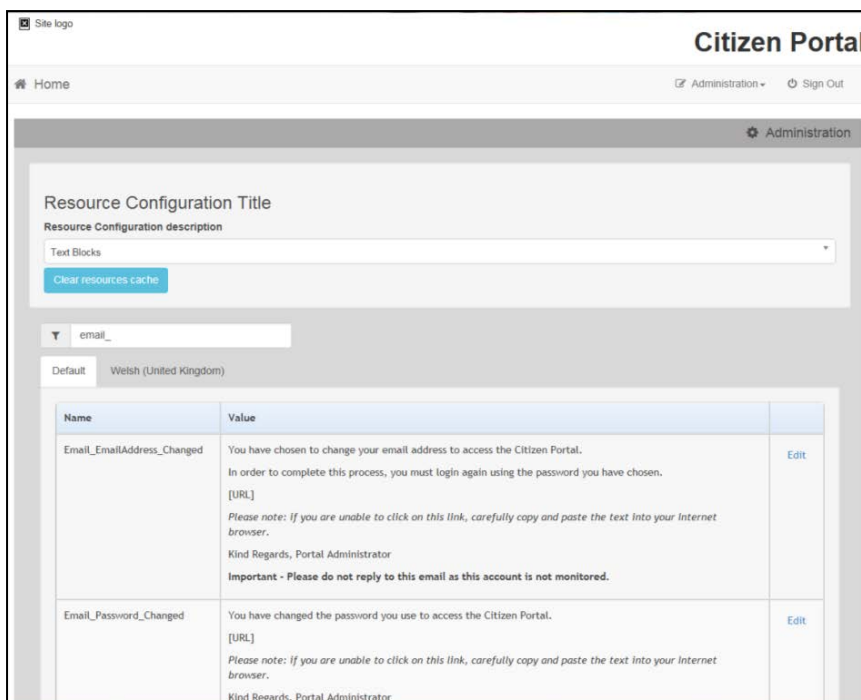 Site logo
Citizen Portal
Home
Administration
Sign Out
Administration
Resource Configuration Title
Resource Configuration description
Text Blocks
Clear resources cache
email_
Default
Welsh (United Kingdom)
Name
Value
Email_EmailAddress_Changed
You have chosen to change your email address to access the Citizen Portal.
In order to complete this process, you must login again using the password you have chosen.
[URL]
Please note: if you are unable to click on this link, carefully copy and paste the text into your Internet
browser.
Kind Regards, Portal Administrator
Important - Please do not reply to this email as this account is not monitored.
Edit
Email_Password_Changed
You have changed the password you use to access the Citizen Portal.
[URL]
Please note: if you are unable to click on this link, carefully copy and paste the text into your Internet
browser.
Kind Regards, Portal Administrator
Edit